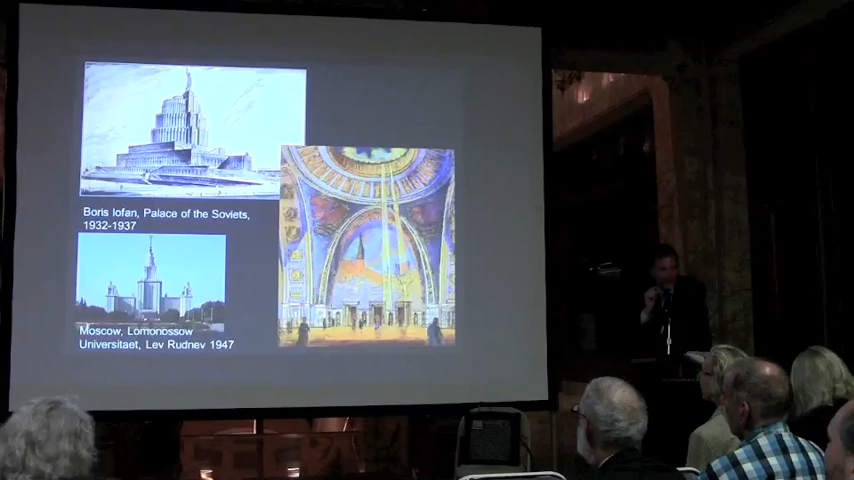 Boris Iofan, Palace of the Soviets,
1932-1937
Moscow, Lomonossow
Universitaet, Lev Rudnev 1947